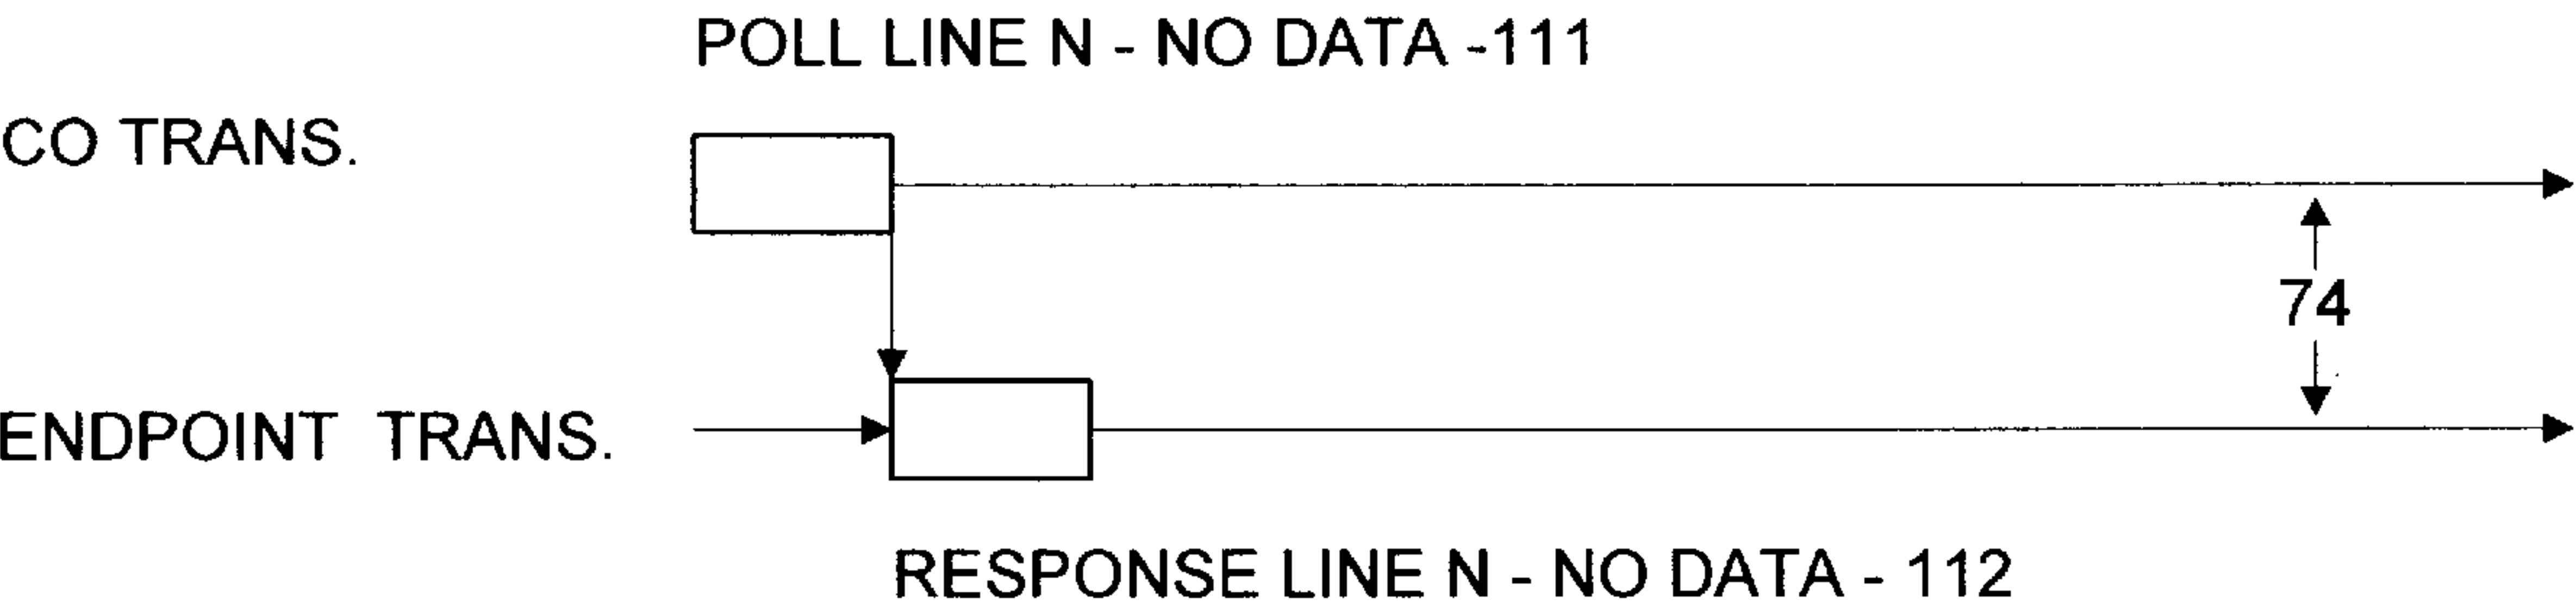 POLL LINE N - NO DATA -111
CO TRANS.
74
ENDPOINT TRANS.
RESPONSE LINE N - NO DATA - 112